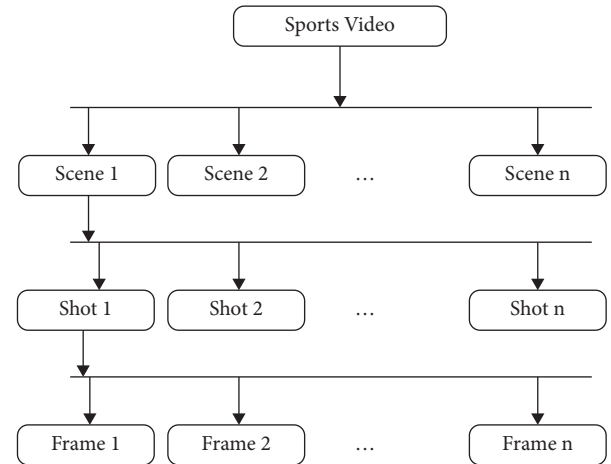 Sports Video
Scene 1 Scene 2 ... Scene n
Shot 1 Shot 2 ... Shot n
Frame 1 Frame 2 ... Frame n